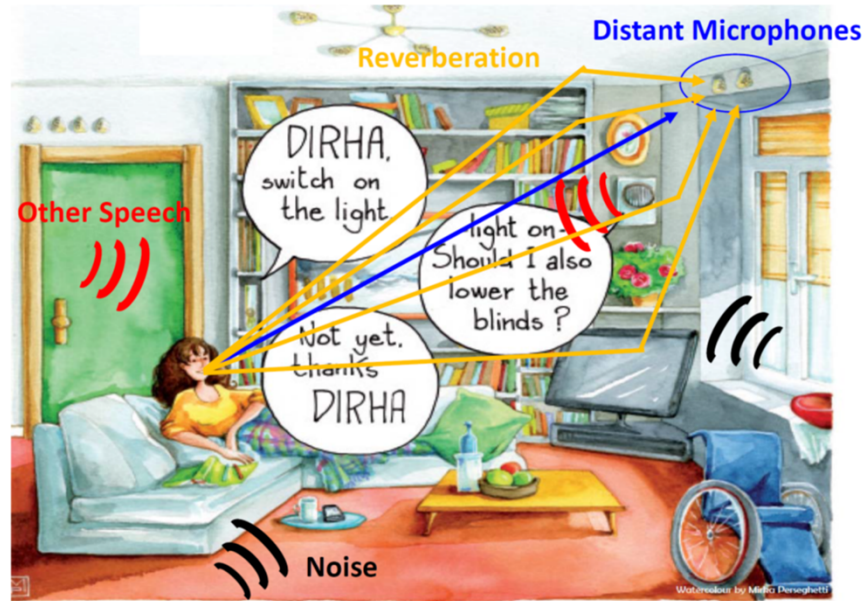 Distant Microphones
Reverberation
DIRHA,
switch on
the light
Other Speech
light on-
Should I also
lower the
blinds ?
Not yet,
thanks
DIRHA
Noise
Watercolour by Mirtia Perseghetti